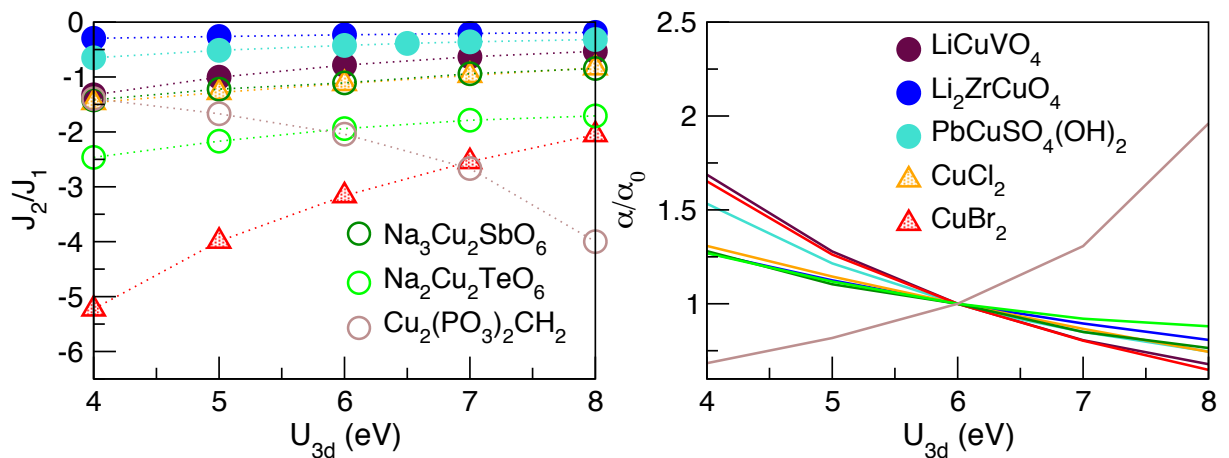 0
-1
-2
-3
-4
-5
-6
J2/J1
4
5
6
7
8
U3d (eV)
Na3Cu2SbO6
Na2Cu2TeO6
Cu2(PO3)2CH2
2.5
2
1.5
1
α/α0
4
5
6
7
8
U3d (eV)
LiCuVO4
Li2ZrCuO4
PbCuSO4(OH)2
CuCl2
CuBr2